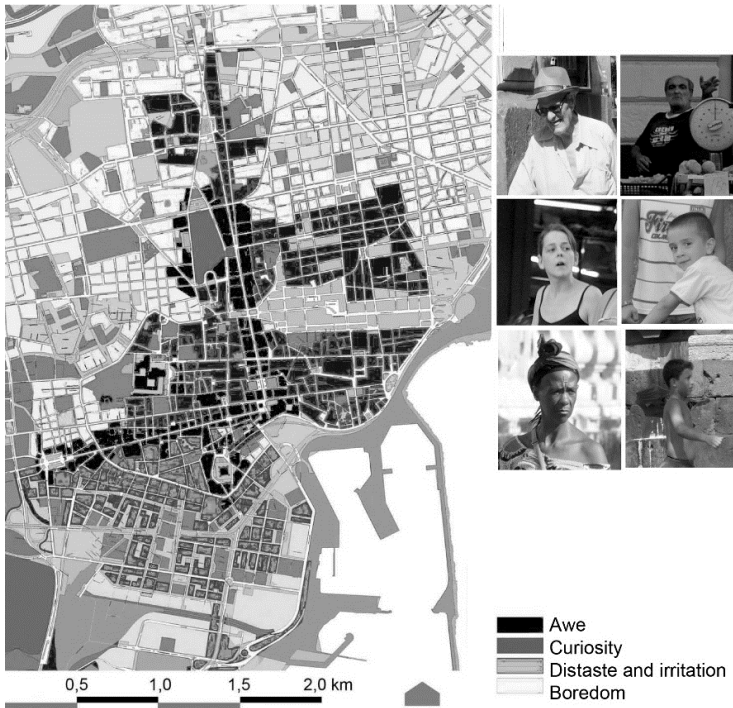 Awe
Curiosity
Distaste and irritation
Boredom
0,5 1,0 1,5 2,0 km